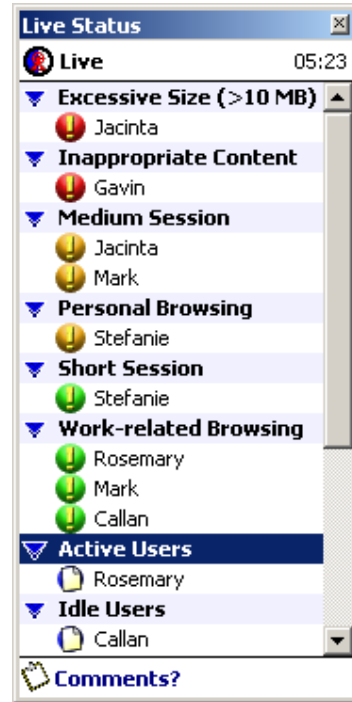 Live Status
Live 05:23
Excessive Size (>10 MB)
Jacinta
Inappropriate Content
Gavin
Medium Session
Jacinta
Mark
Personal Browsing
Stefanie
Short Session
Stefanie
Work-related Browsing
Rosemary
Mark
Callan
Active Users
Rosemary
Idle Users
Callan
Comments?